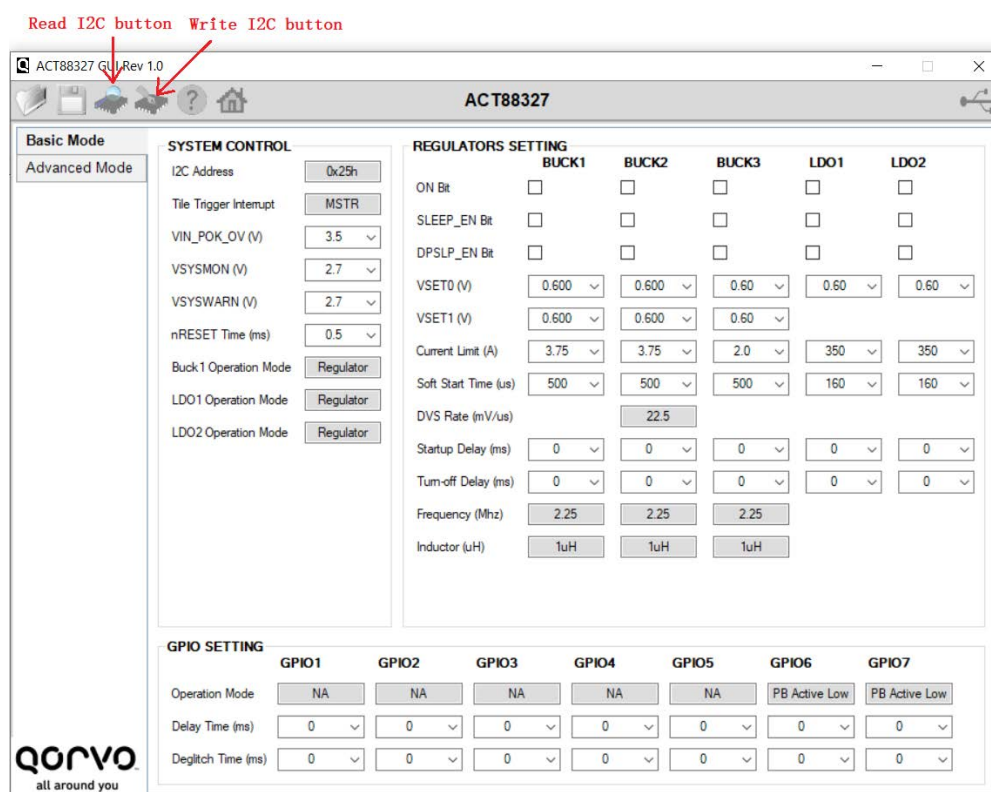 Read I2C button Write I2C button
ACT88327 GUI Rev 1.0
ACT88327
Basic Mode
Advanced Mode
SYSTEM CONTROL
I2C Address 0x25h
Tile Trigger Interrupt MSTR
VIN_POK_OV (V) 3.5
VSYSMON (V) 2.7
VSYSWARN (V) 2.7
nRESET Time (ms) 0.5
Buck1 Operation Mode Regulator
LDO1 Operation Mode Regulator
LDO2 Operation Mode Regulator
REGULATORS SETTING
BUCK1 BUCK2 BUCK3 LDO1 LDO2
ON Bit
SLEEP_EN Bit
DPSLP_EN Bit
VSET0 (V) 0.600 0.600 0.60 0.60 0.60
VSET1 (V) 0.600 0.600 0.60
Current Limit (A) 3.75 3.75 2.0 350 350
Soft Start Time (us) 500 500 500 160 160
DVS Rate (mV/us) 22.5
Startup Delay (ms) 0 0 0 0 0
Turn-off Delay (ms) 0 0 0 0 0
Frequency (Mhz) 2.25 2.25 2.25
Inductor (uH) 1uH 1uH 1uH
GPIO SETTING
GPIO1 GPIO2 GPIO3 GPIO4 GPIO5 GPIO6 GPIO7
Operation Mode NA NA NA NA NA PB Active Low PB Active Low
Delay Time (ms) 0 0 0 0 0 0 0
Deglitch Time (ms) 0 0 0 0 0 0 0
QORVO
all around you